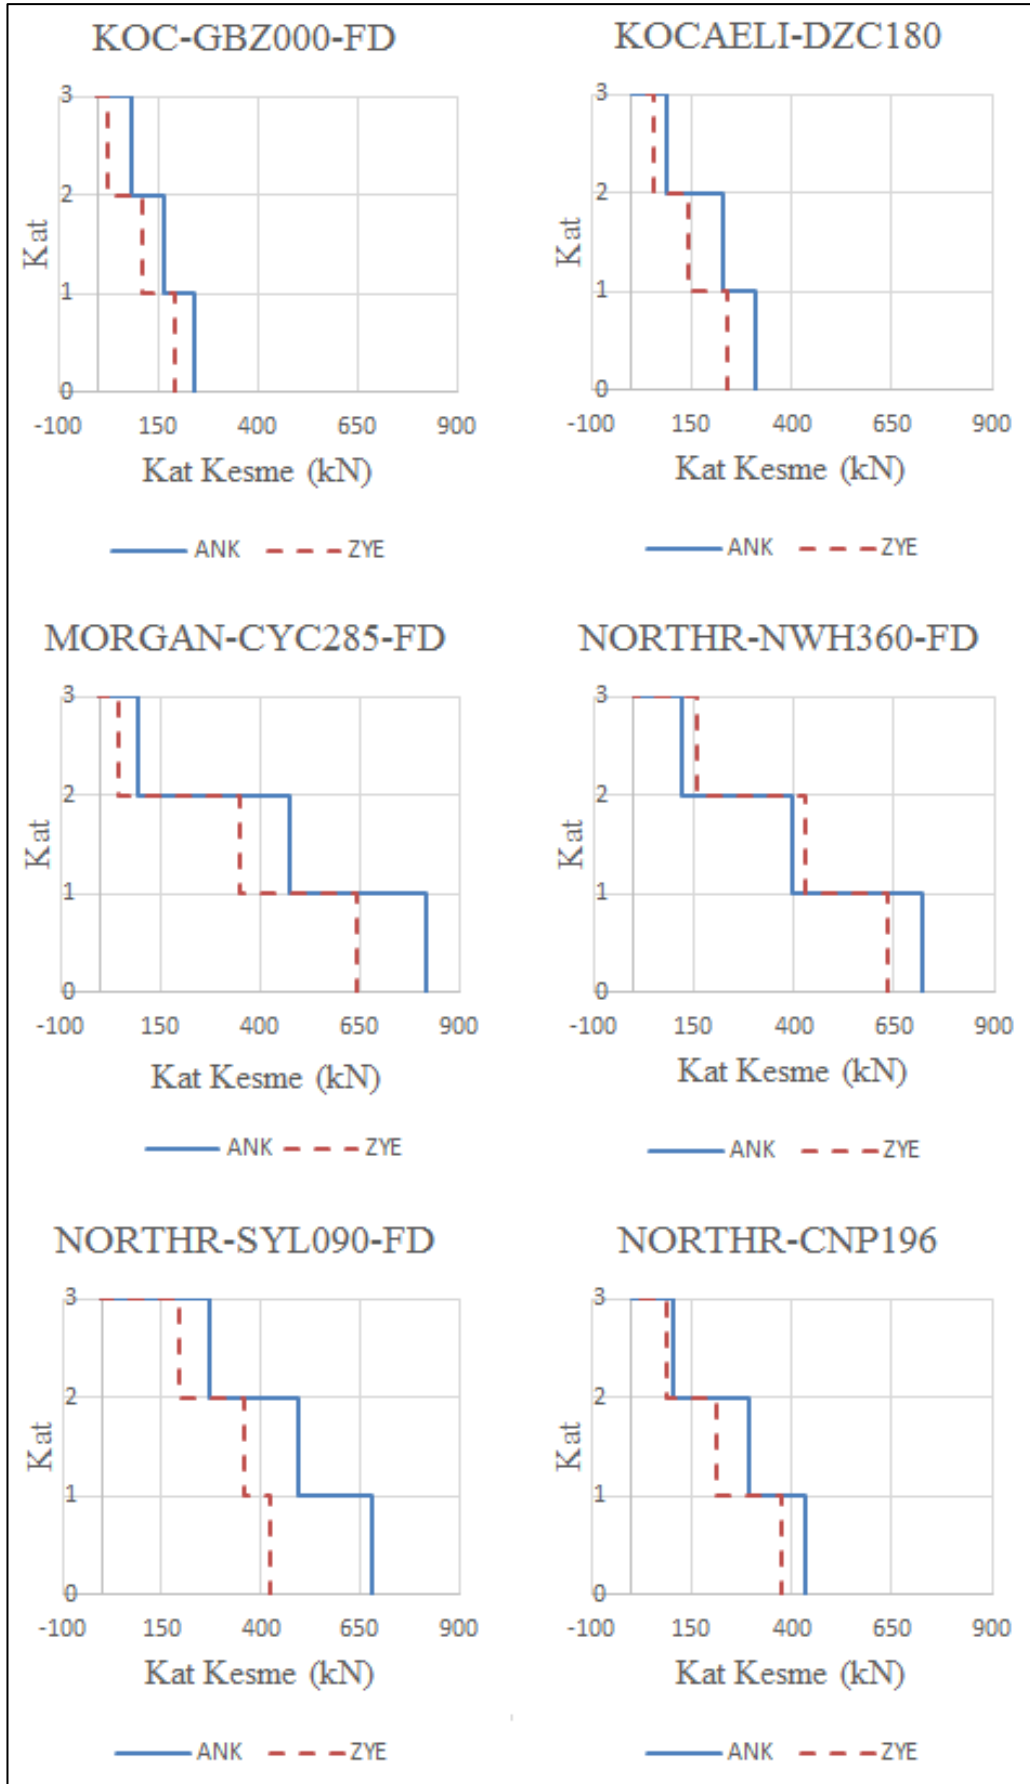 KOC-GBZ000-FD
3
2
1
0
Kat
-100 150 400 650 900
Kat Kesme (kN)
ANK ZYE
KOCAELI-DZC180
3
2
1
0
Kat
-100 150 400 650 900
Kat Kesme (kN)
ANK ZYE
MORGAN-CYC285-FD
3
2
1
0
Kat
-100 150 400 650 900
Kat Kesme (kN)
ANK ZYE
NORTHR-NWH360-FD
3
2
1
0
Kat
-100 150 400 650 900
Kat Kesme (kN)
ANK ZYE
NORTHR-SYL090-FD
3
2
1
0
Kat
-100 150 400 650 900
Kat Kesme (kN)
ANK ZYE
NORTHR-CNP196
3
2
1
0
Kat
-100 150 400 650 900
Kat Kesme (kN)
ANK ZYE